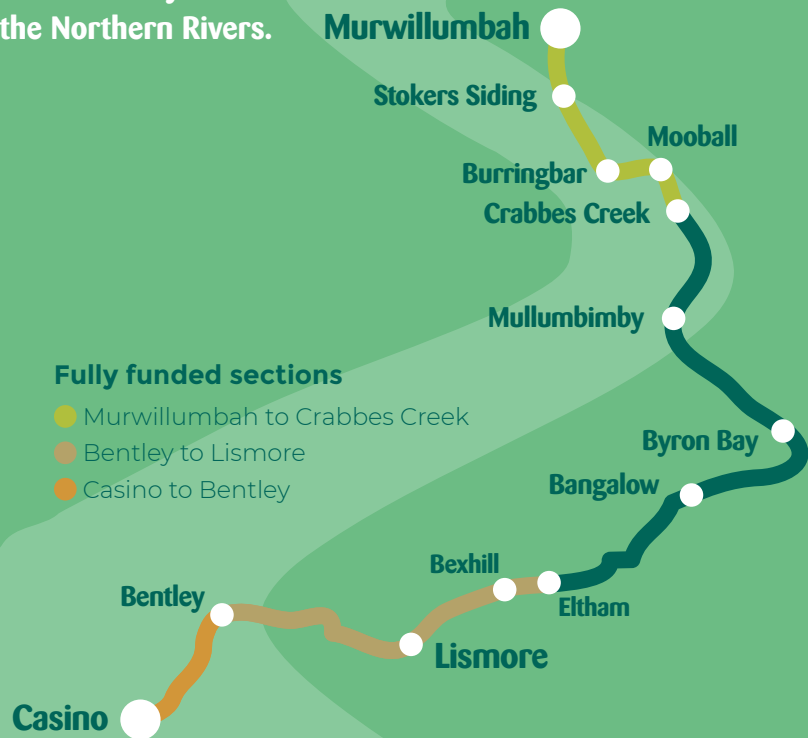 the Northern Rivers.
Murwillumbah
Stokers Siding
Mooball
Burringbar
Crabbes Creek
Mullumbimby
Fully funded sections
Murwillumbah to Crabbes Creek
Bentley to Lismore
Casino to Bentley
Byron Bay
Bangalow
Bexhill
Eltham
Bentley
Lismore
Casino